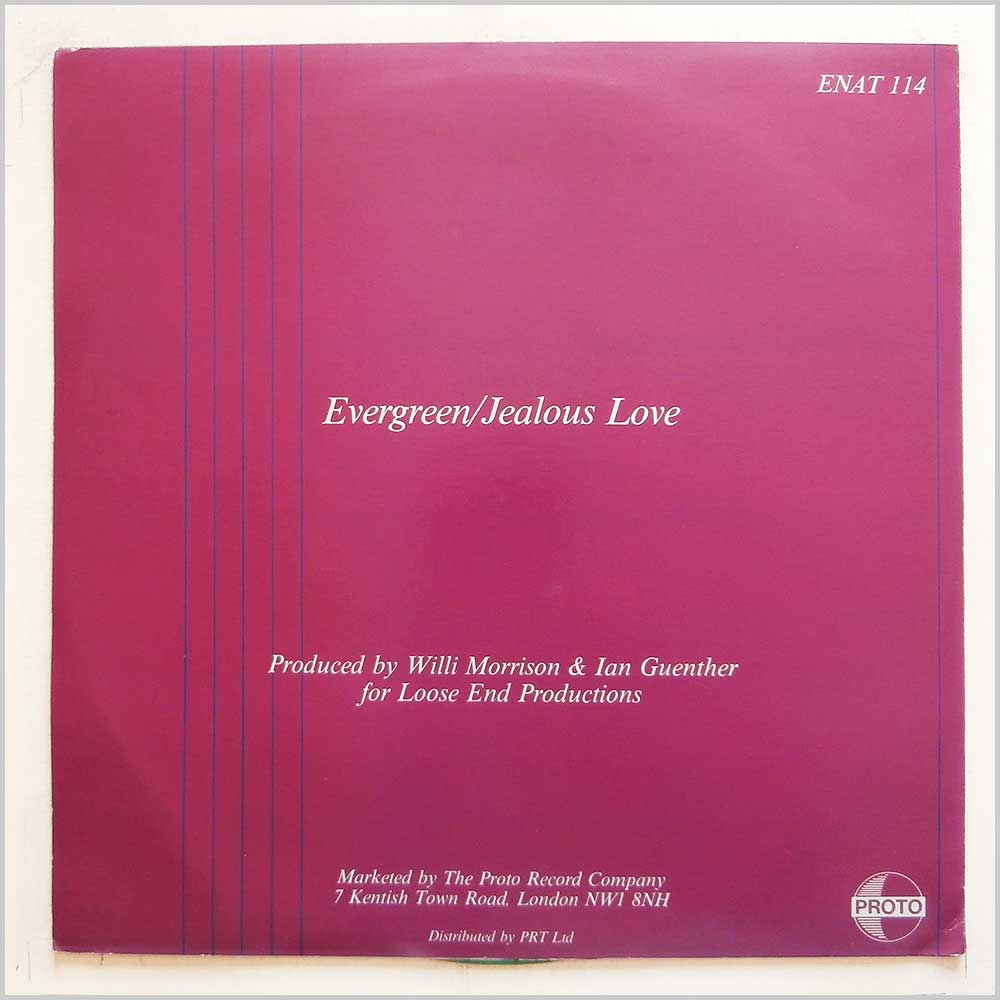 ENAT 114
Evergreen/Jealous Love
Produced by Willi Morrison & Ian Guenther
for Loose End Productions
Marketed by The Proto Record Company
7 Kentish Town Road, London NW1 8NH
PROTO
Distributed by PRT Ltd